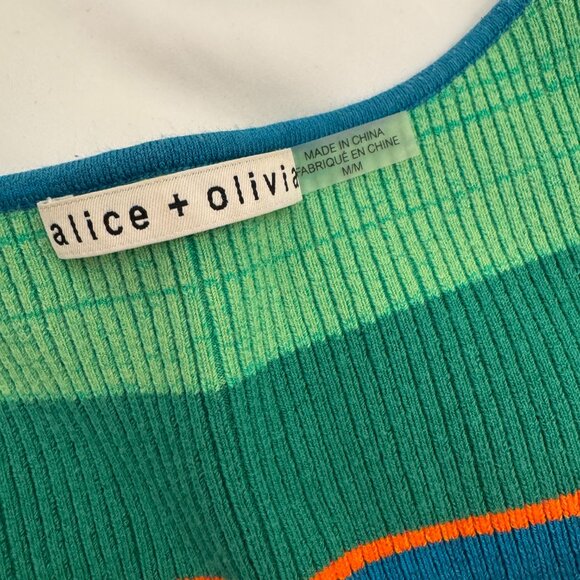 alice + olivia
MADE IN CHINA
FABRIQUÉ EN CHINE
M/M